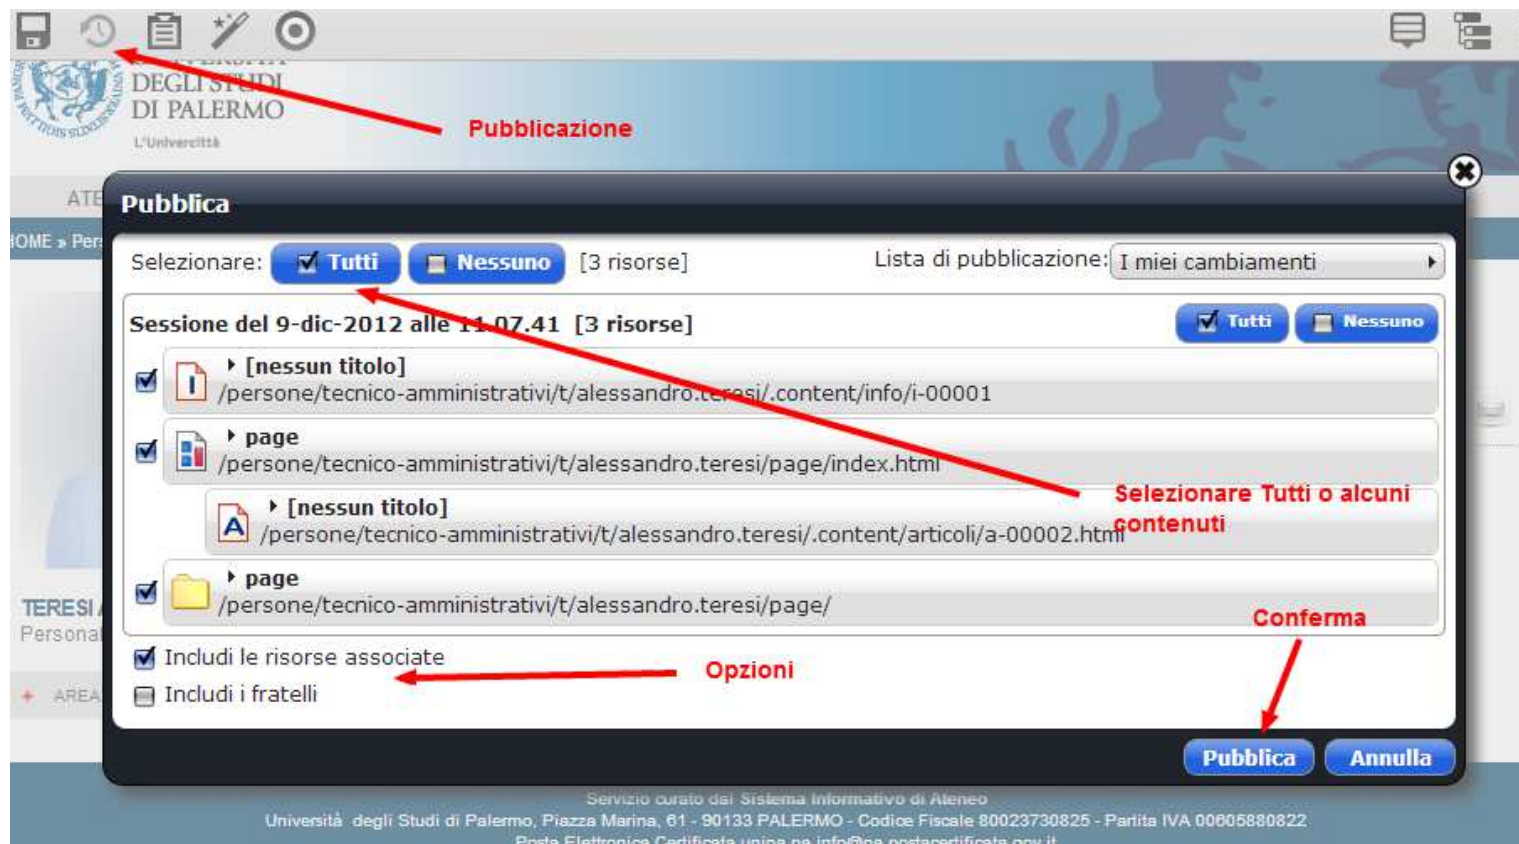 DEGLI STUDI
DI PALERMO
L'Univercittà
Pubblicazione
ATE
Pubblica
HOME » Pers
Selezionare: Tutti Nessuno [3 risorse] Lista di pubblicazione: I miei cambiamenti
Sessione del 9-dic-2012 alle 11.07.41 [3 risorse] Tutti Nessuno
[nessun titolo]
/persone/tecnico-amministrativi/t/alessandro.teresi/.content/info/i-00001
page
/persone/tecnico-amministrativi/t/alessandro.teresi/page/index.html
Selezionare Tutti o alcuni
contenuti
[nessun titolo]
/persone/tecnico-amministrativi/t/alessandro.teresi/.content/articoli/a-00002.html
page
/persone/tecnico-amministrativi/t/alessandro.teresi/page/
TERESI
Personal
Conferma
Includi le risorse associate
Opzioni
Includi i fratelli
+ AREA
Pubblica Annulla
Servizio curato dal Sistema Informativo di Ateneo
Università degli Studi di Palermo, Piazza Marina, 61 - 90133 PALERMO - Codice Fiscale 80023730825 - Partita IVA 00605880822